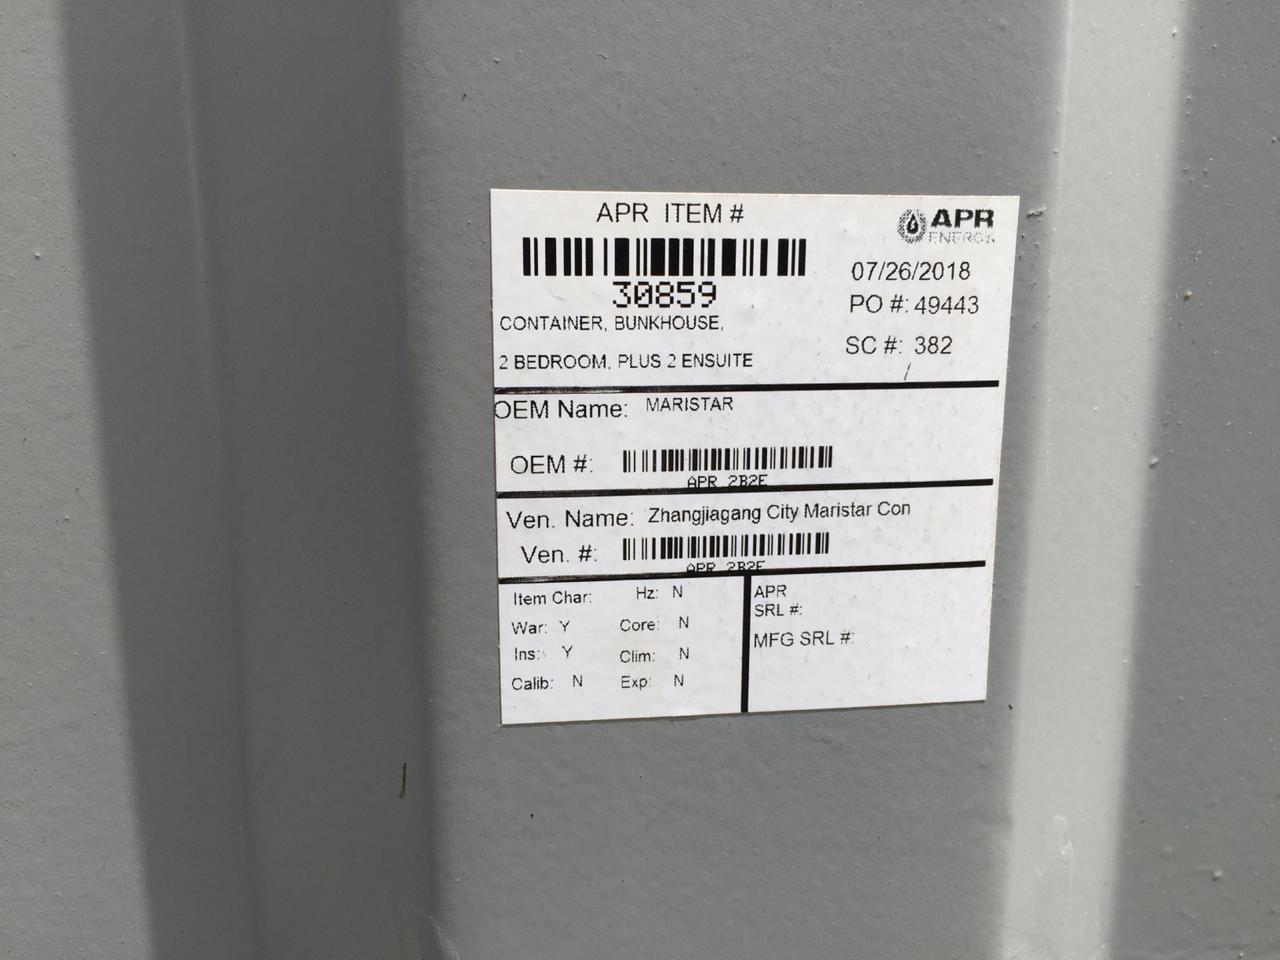 APR ITEM #
APR
ENERGY
30859
07/26/2018
PO #: 49443
SC #: 382
CONTAINER, BUNKHOUSE,
2 BEDROOM, PLUS 2 ENSUITE
OEM Name: MARISTAR
OEM #:
APR 2B2E
Ven. Name: Zhangjiagang City Maristar Con
Ven. #:
APR 2B2E
Item Char: Hz: N
War: Y Core: N
Ins: Y Clim: N
Calib: N Exp: N
APR
SRL #:
MFG SRL #: